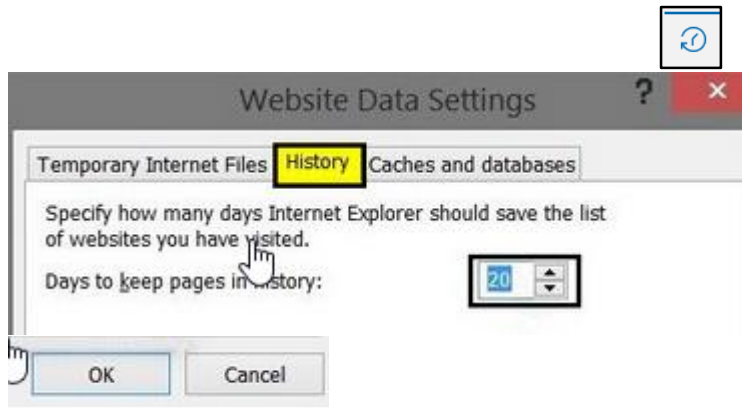 Website Data Settings ? ×
Temporary Internet Files History Caches and databases
Specify how many days Internet Explorer should save the list
of websites you have visited.
Days to keep pages in history:
20
OK Cancel